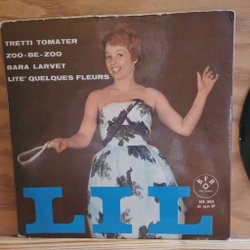 TRETTI TOMATER
ZOO-BE-ZOO
BARA LARVET
LITE' QUELQUES FLEURS
LIL